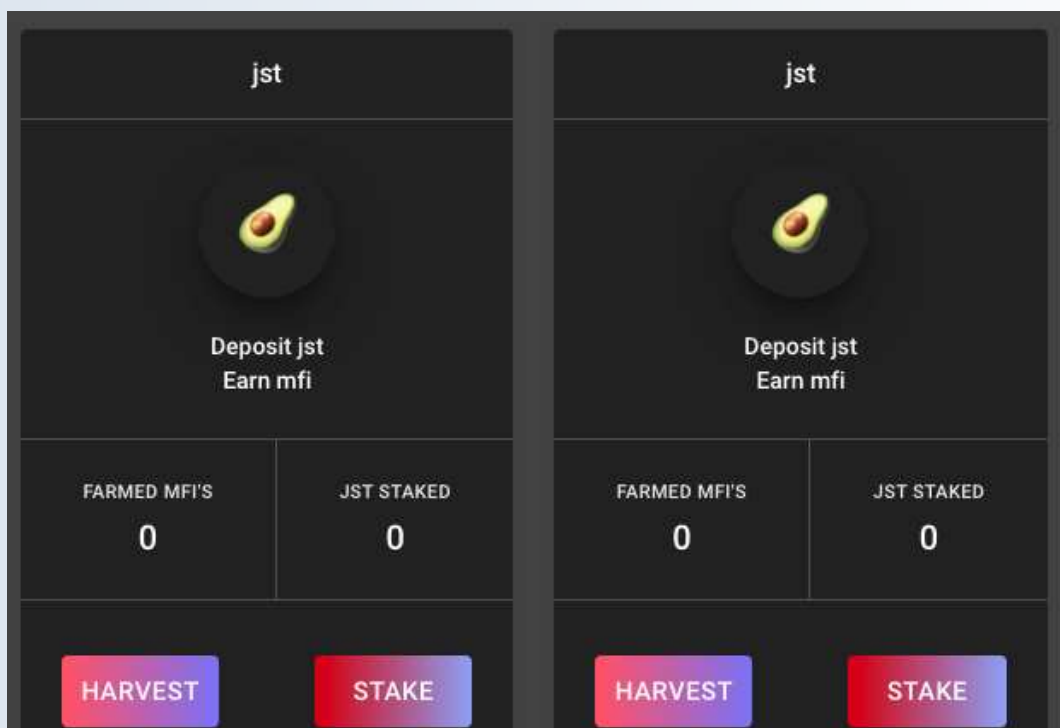 jst
Deposit jst
Earn mfi
FARMED MFI'S
JST STAKED
0
0
HARVEST
STAKE
jst
Deposit jst
Earn mfi
FARMED MFI'S
JST STAKED
0
0
HARVEST
STAKE